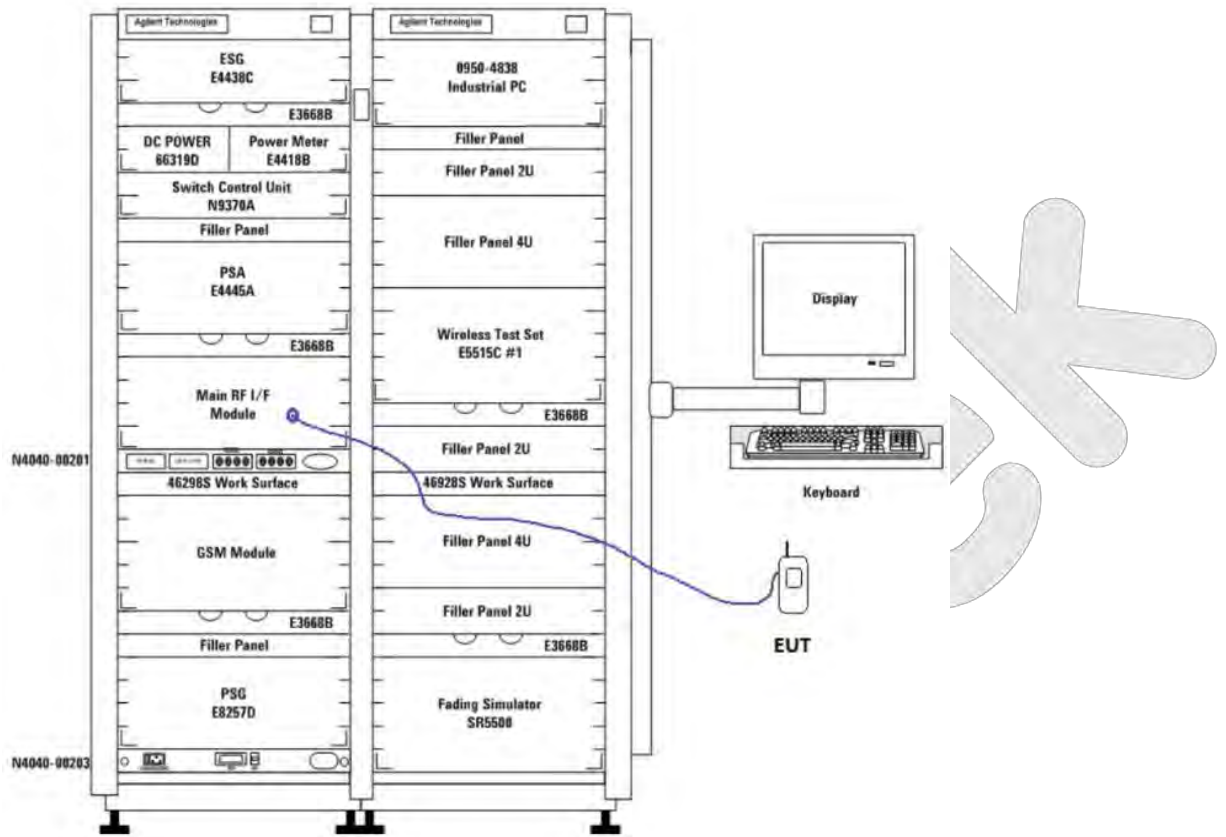 Agilent Technologies
ESG
E4438C
E3668B
DC POWER
66319D
Power Meter
E4418B
Switch Control Unit
N9370A
Filler Panel
PSA
E4445A
E3668B
Main RF I/F
Module
N4040-00201
46298S Work Surface
GSM Module
E3668B
Filler Panel
PSG
E8257D
N4040-00203
Agilent Technologies
0950-4838
Industrial PC
Filler Panel
Filler Panel 2U
Filler Panel 4U
Wireless Test Set
E5515C #1
E3668B
Filler Panel 2U
46928S Work Surface
Filler Panel 4U
Filler Panel 2U
E3668B
Fading Simulator
SR5500
Display
Keyboard
EUT